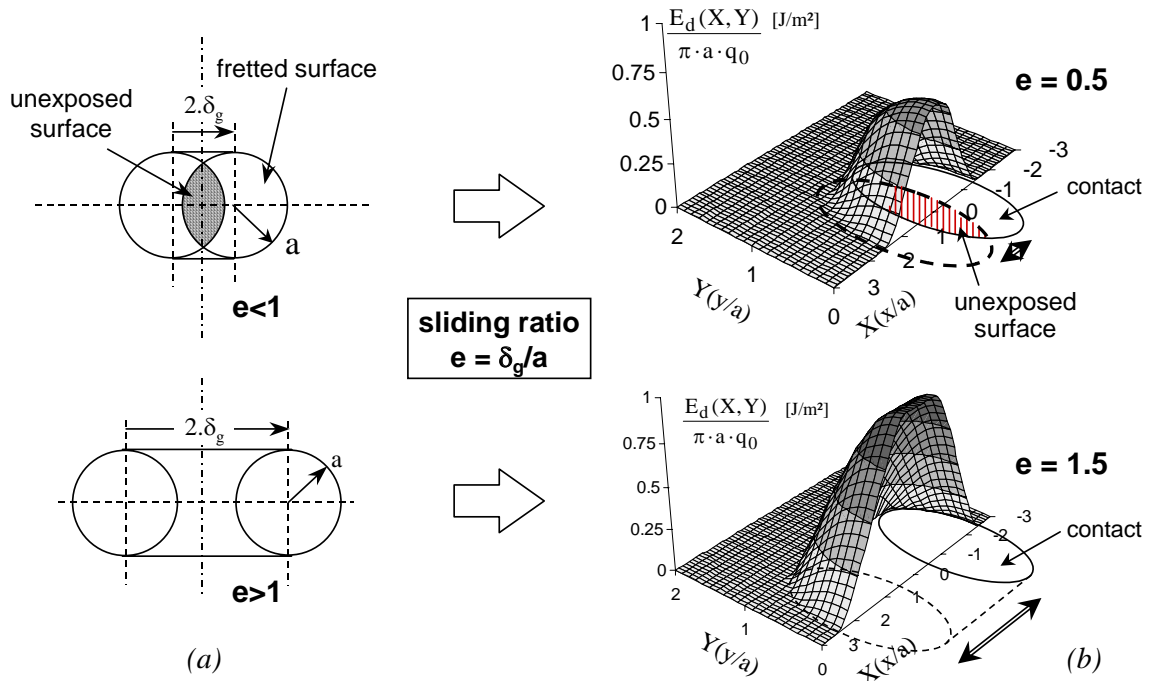 unexposed
surface
fretted surface
2.δg
a
e<1
sliding ratio
e = δg/a
2.δg
a
e>1
(a)
Ed(X,Y) [J/m²]
π·a·q0
e = 0.5
1
0.75
0.5
0.25
0
2
1
0
Y(y/a)
3
2
1
0
-1
-2
-3
X(x/a)
contact
unexposed
surface
Ed(X,Y) [J/m²]
π·a·q0
e = 1.5
1
0.75
0.5
0.25
0
2
1
0
Y(y/a)
3
2
1
0
-1
-2
-3
X(x/a)
contact
(b)